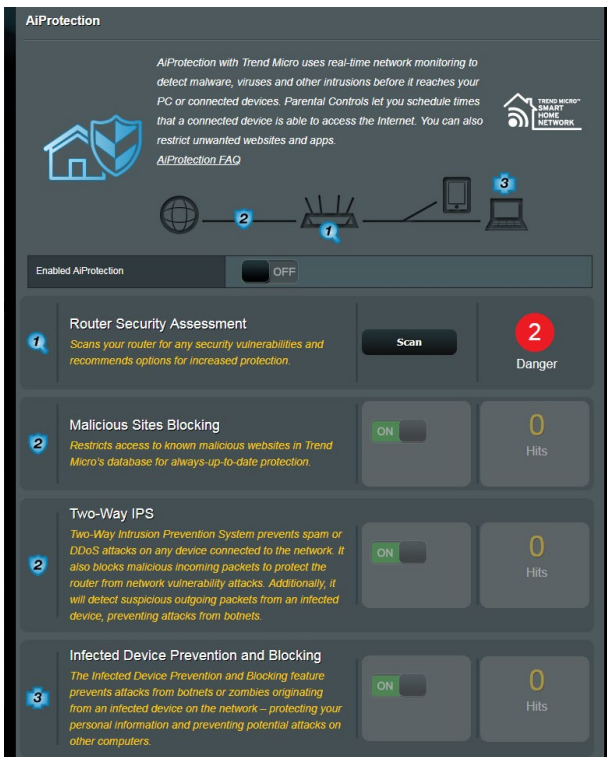 AiProtection
AiProtection with Trend Micro uses real-time network monitoring to
detect malware, viruses and other intrusions before it reaches your
PC or connected devices. Parental Controls let you schedule times
that a connected device is able to access the Internet. You can also
restrict unwanted websites and apps.
AiProtection FAQ
TREND MICRO™
SMART
HOME
NETWORK
3
2
1
Enabled AiProtection
OFF
1
Router Security Assessment
Scans your router for any security vulnerabilities and
recommends options for increased protection.
Scan
2
Danger
2
Malicious Sites Blocking
Restricts access to known malicious websites in Trend
Micro's database for always-up-to-date protection.
ON
0
Hits
2
Two-Way IPS
Two-Way Intrusion Prevention System prevents spam or
DDoS attacks on any device connected to the network. It
also blocks malicious incoming packets to protect the
router from network vulnerability attacks. Additionally, it
will detect suspicious outgoing packets from an infected
device, preventing attacks from botnets.
ON
0
Hits
3
Infected Device Prevention and Blocking
The Infected Device Prevention and Blocking feature
prevents attacks from botnets or zombies originating
from an infected device on the network – protecting your
personal information and preventing potential attacks on
other computers.
ON
0
Hits